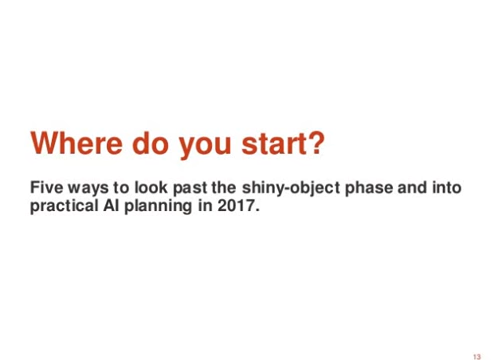 Where do you start?
Five ways to look past the shiny-object phase and into
practical AI planning in 2017.
13